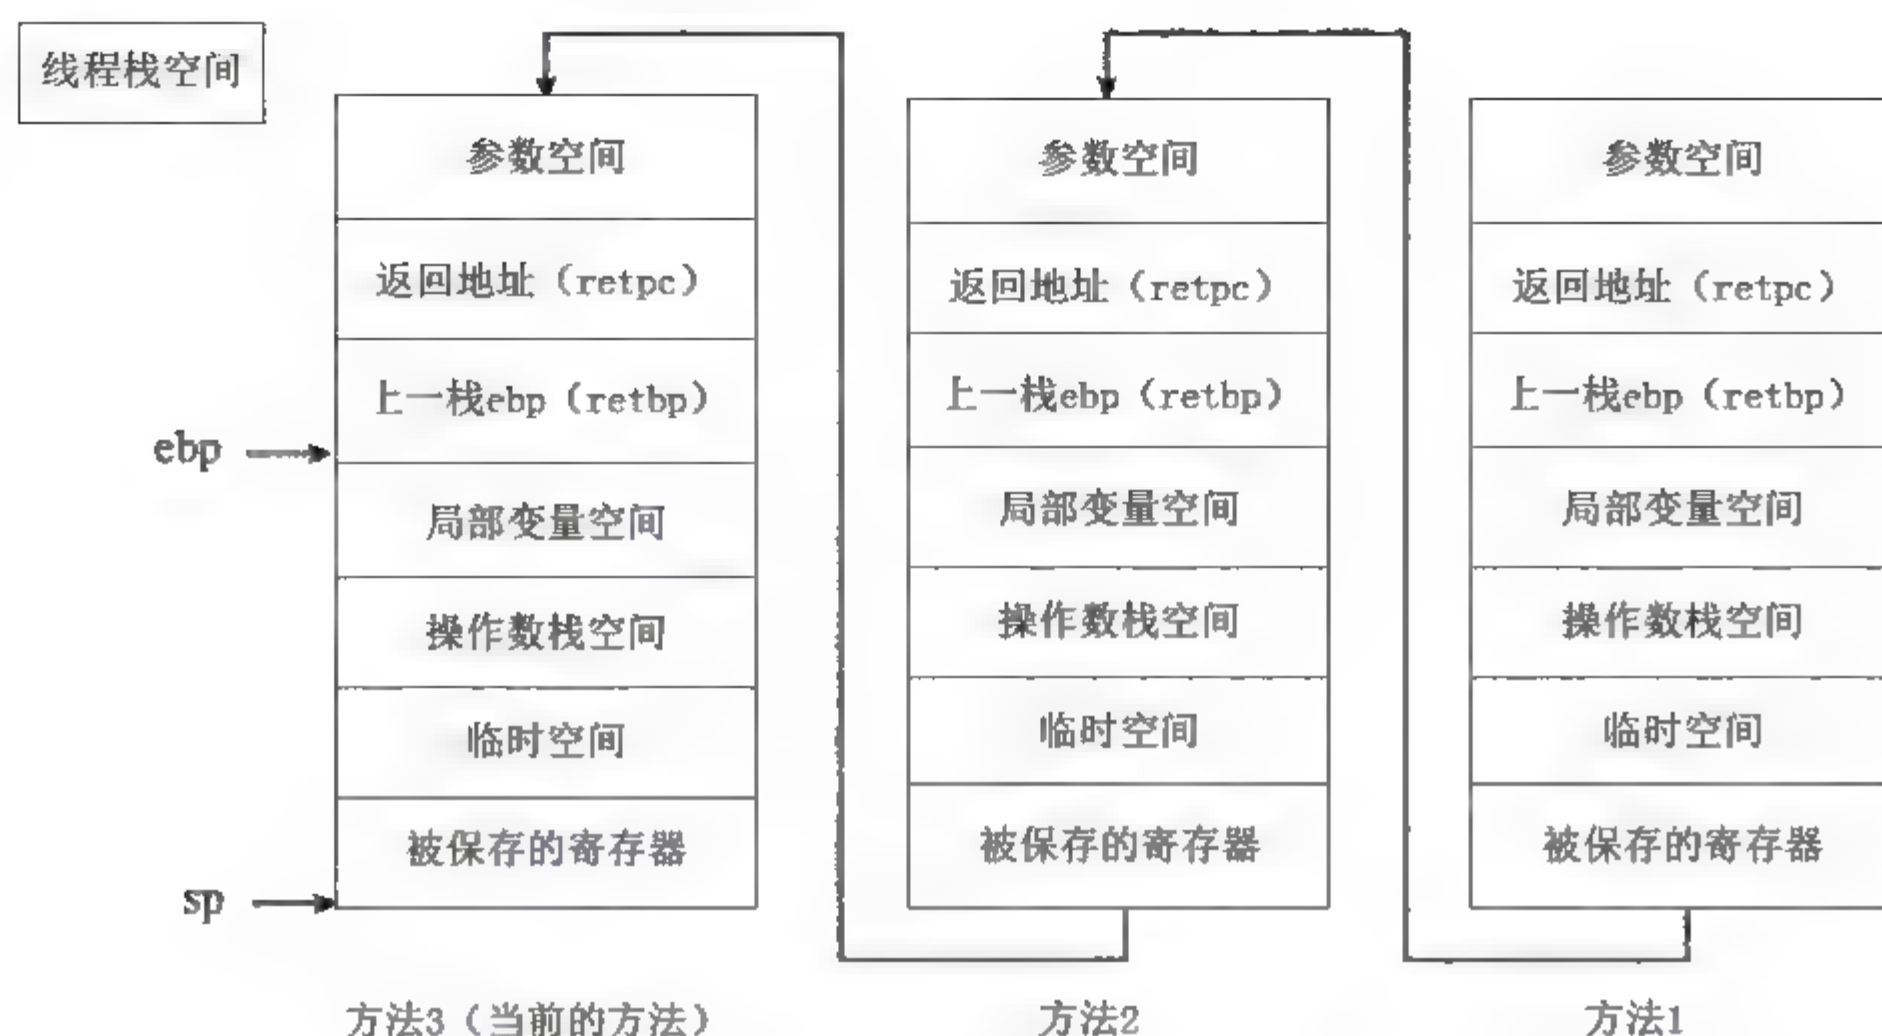 线程栈空间
参数空间
返回地址（retpc）
上一栈ebp（retbp）
ebp
局部变量空间
操作数栈空间
临时空间
被保存的寄存器
sp
方法3（当前的方法）
参数空间
返回地址（retpc）
上一栈ebp（retbp）
局部变量空间
操作数栈空间
临时空间
被保存的寄存器
方法2
参数空间
返回地址（retpc）
上一栈ebp（retbp）
局部变量空间
操作数栈空间
临时空间
被保存的寄存器
方法1